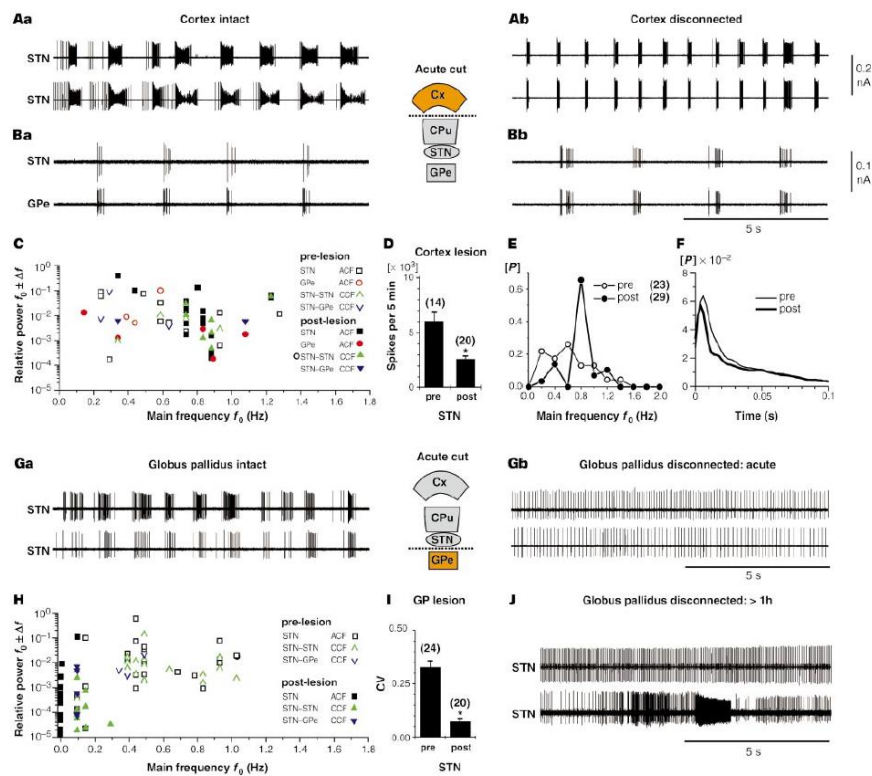 Aa Cortex intact
STN
STN
Ab Cortex disconnected
0.2 nA
Acute cut
Cx
CPu
STN
GPe
Ba
STN
GPe
Bb
0.1 nA
5 s
C
Relative power f₀ ± Δf
10⁰
10⁻¹
10⁻²
10⁻³
10⁻⁴
10⁻⁵
0.0 0.2 0.4 0.6 0.8 1.0 1.2 1.4 1.6 1.8
Main frequency f₀ (Hz)
pre-lesion
STN ACF
GPe ACF
STN–STN CCF
STN–GPe CCF
post-lesion
STN ACF
GPe ACF
STN–STN CCF
STN–GPe CCF
D Cortex lesion
[× 10³]
Spikes per 5 min
10
5
0
(14)
(20)
*
pre post
STN
E
[P]
0.6
0.3
0.0
pre (23)
post (29)
0.0 0.4 0.8 1.2 1.6 2.0
Main frequency f₀ (Hz)
F
[P] × 10⁻²
8
6
4
2
0
pre
post
0 0.05 0.1
Time (s)
Ga Globus pallidus intact
STN
STN
Acute cut
Cx
CPu
STN
GPe
Gb Globus pallidus disconnected: acute
5 s
H
Relative power f₀ ± Δf
10⁰
10⁻¹
10⁻²
10⁻³
10⁻⁴
10⁻⁵
0.0 0.2 0.4 0.6 0.8 1.0 1.2 1.4 1.6 1.8
Main frequency f₀ (Hz)
pre-lesion
STN ACF
STN–STN CCF
STN–GPe CCF
post-lesion
STN ACF
STN–STN CCF
STN–GPe CCF
I GP lesion
CV
0.50
0.25
0.00
(24)
(20)
*
pre post
STN
J Globus pallidus disconnected: > 1h
STN
STN
5 s